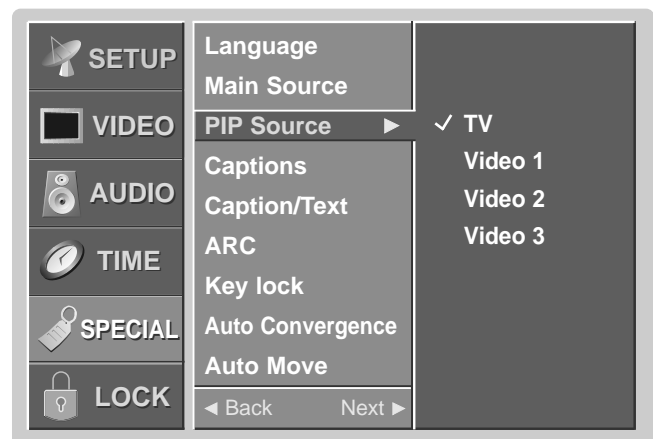 SETUP
VIDEO
AUDIO
TIME
SPECIAL
LOCK
Language
Main Source
PIP Source ►
Captions
Caption/Text
ARC
Key lock
Auto Convergence
Auto Move
◄ Back Next ►
✓ TV
Video 1
Video 2
Video 3